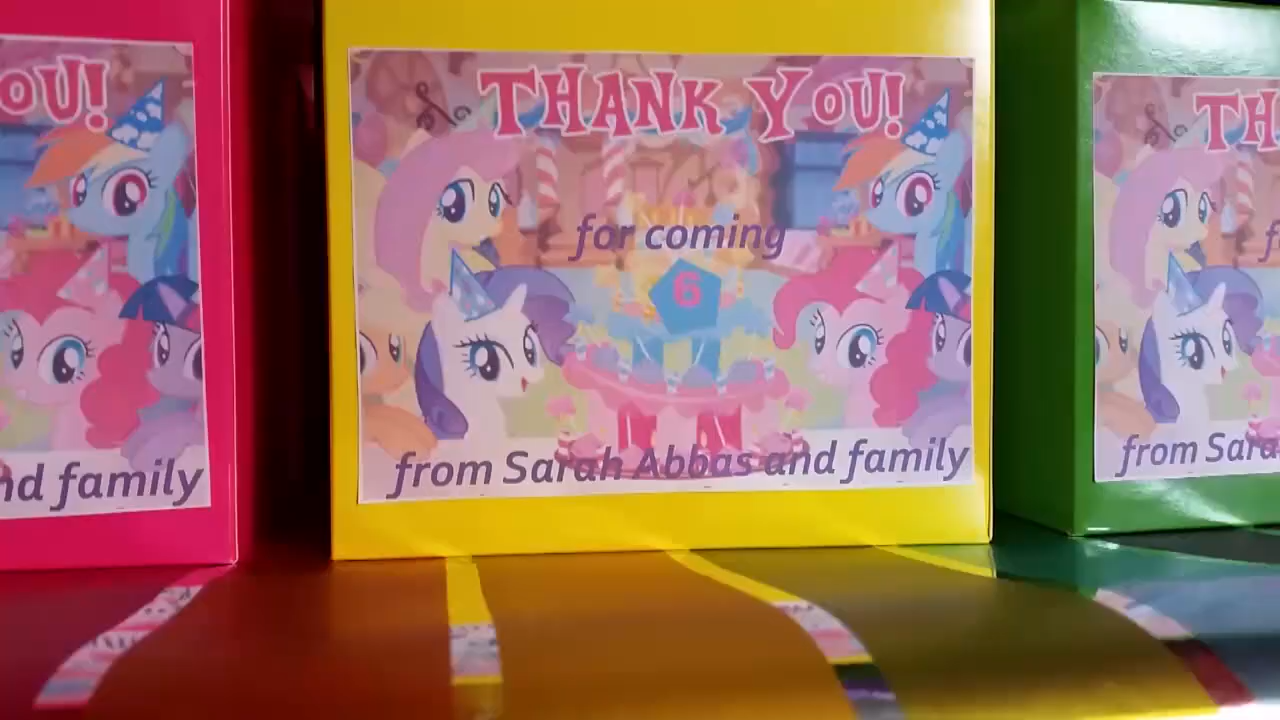 OU!
nd family
THANK YOU!
for coming
6
from Sarah Abbas and family
TH
f
from Sara